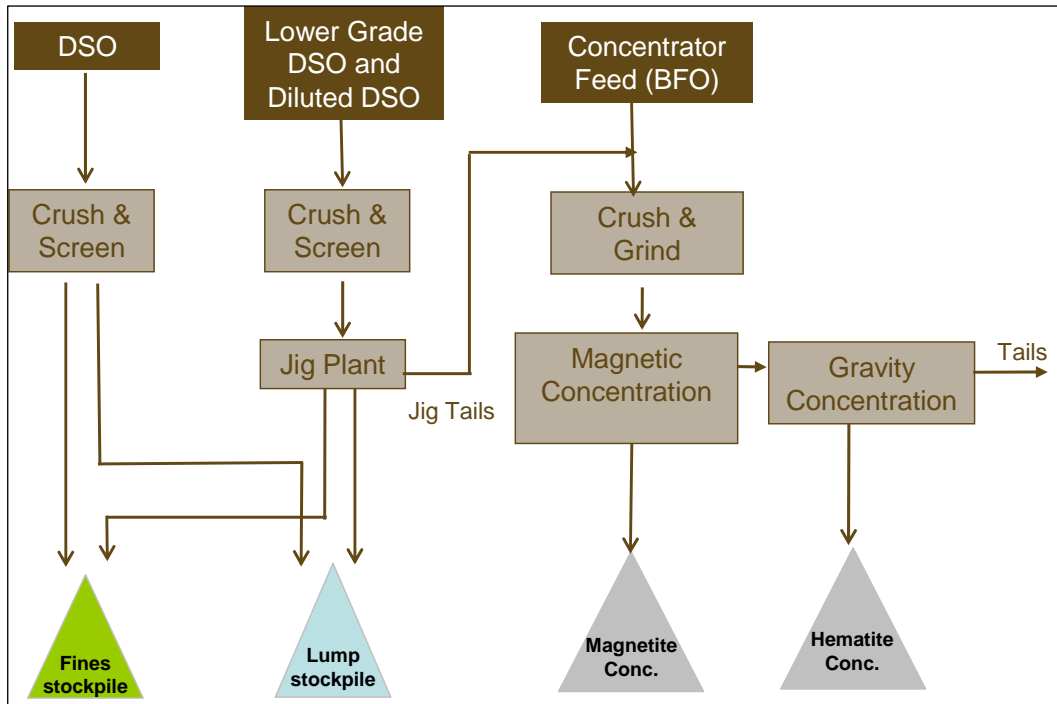 DSO
Lower Grade
DSO and
Diluted DSO
Concentrator
Feed (BFO)
Crush &
Screen
Crush &
Screen
Crush &
Grind
Jig Plant
Jig Tails
Magnetic
Concentration
Gravity
Concentration
Tails
Fines
stockpile
Lump
stockpile
Magnetite
Conc.
Hematite
Conc.